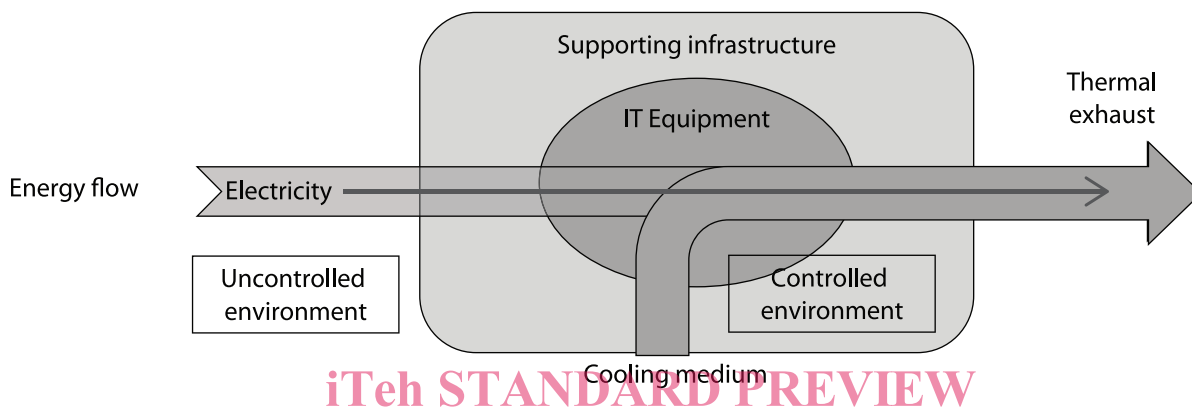 Supporting infrastructure
Thermal
exhaust
IT Equipment
Energy flow
Electricity
Uncontrolled
environment
Controlled
environment
Cooling medium
iTeh STANDARD PREVIEW